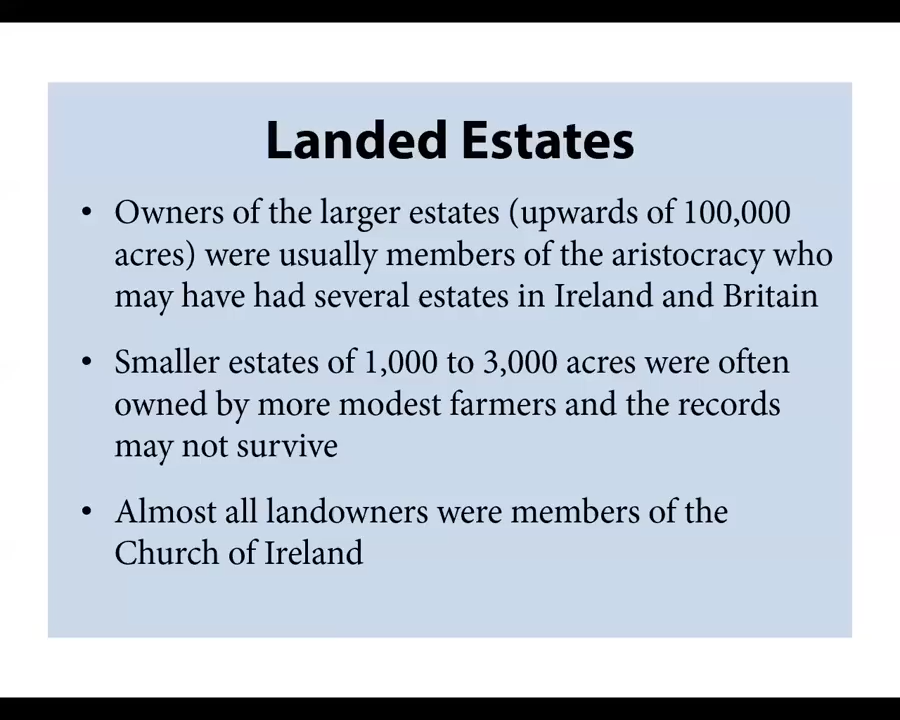 Landed Estates
• Owners of the larger estates (upwards of 100,000
acres) were usually members of the aristocracy who
may have had several estates in Ireland and Britain
• Smaller estates of 1,000 to 3,000 acres were often
owned by more modest farmers and the records
may not survive
• Almost all landowners were members of the
Church of Ireland